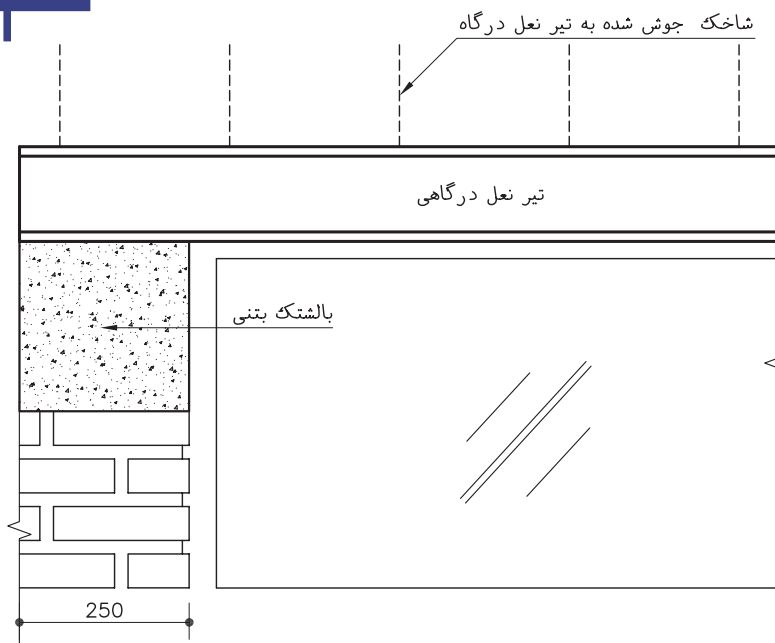 شاخک جوش شده به تیر نعل درگاه
تیر نعل درگاهی
بالشتک بتنی
250